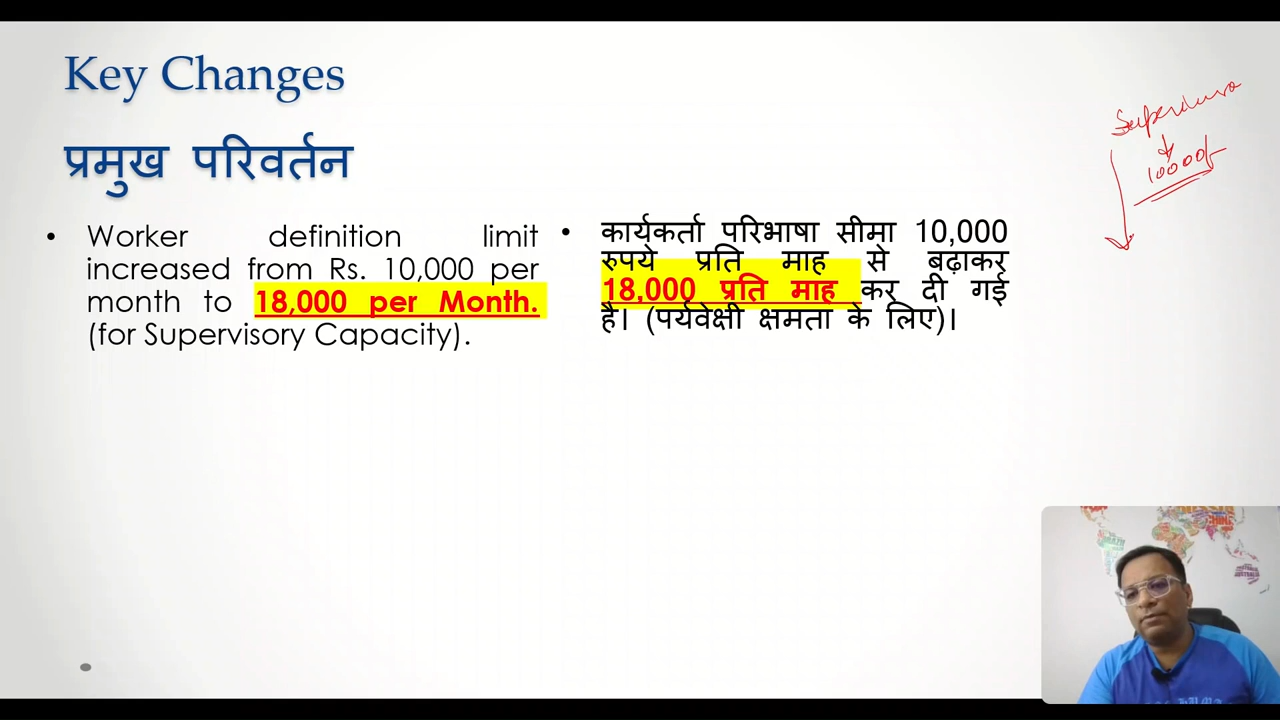 Key Changes
प्रमुख परिवर्तन
• Worker definition limit
increased from Rs. 10,000 per
month to 18,000 per Month.
(for Supervisory Capacity).
• कार्यकर्ता परिभाषा सीमा 10,000
रुपये प्रति माह से बढ़ाकर
18,000 प्रति माह कर दी गई
है। (पर्यवेक्षी क्षमता के लिए)।
10000/-